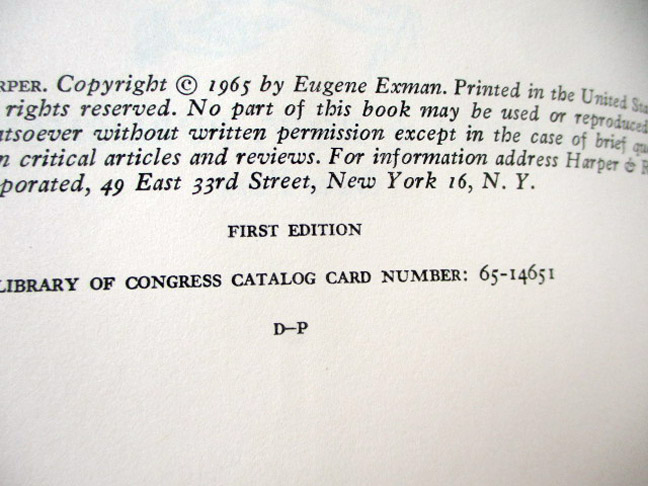 RPER. Copyright © 1965 by Eugene Exman. Printed in the United Sta
rights reserved. No part of this book may be used or reproduced
atsoever without written permission except in the case of brief quo
n critical articles and reviews. For information address Harper & R
porated, 49 East 33rd Street, New York 16, N. Y.
FIRST EDITION
LIBRARY OF CONGRESS CATALOG CARD NUMBER: 65-14651
D–P